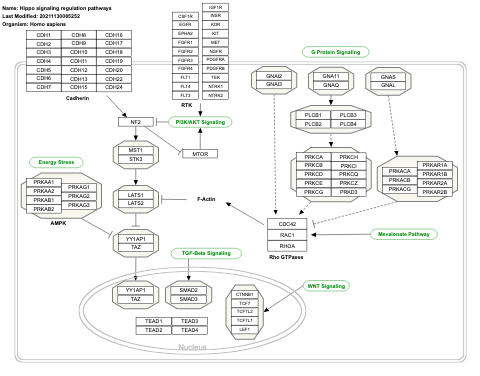 Name: Hippo signaling regulation pathways
Last Modified: 20211130085252
Organism: Homo sapiens
CDH1 CDH8 CDH16
CDH2 CDH9 CDH17
CDH3 CDH10 CDH18
CDH4 CDH11 CDH19
CDH5 CDH12 CDH20
CDH6 CDH13 CDH22
CDH7 CDH15 CDH24
Cadherin
IGF1R
CSF1R INSR
EGFR KDR
EPHA2 KIT
FGFR1 MET
FGFR2 NGFR
FGFR3 PDGFRA
FGFR4 PDGFRB
FLT1 TEK
FLT4 NTRK1
FLT3 NTRK2
RTK
G Protein Signaling
GNAI2
GNAI3
GNA11
GNAQ
GNAS
GNAL
PLCB1 PLCB3
PLCB2 PLCB4
NF2
PI3K/AKT Signaling
MTOR
MST1
STK3
PRKCA PRKCH
PRKCB PRKCI
PRKCD PRKCQ
PRKCE PRKCZ
PRKCG PRKD3
PRKACA
PRKACB
PRKACG
PRKAR1A
PRKAR1B
PRKAR2A
PRKAR2B
Energy Stress
PRKAA1
PRKAA2
PRKAB1
PRKAB2
PRKAG1
PRKAG2
PRKAG3
AMPK
LATS1
LATS2
F-Actin
CDC42
RAC1
RHOA
Rho GTPases
Mevalonate Pathway
YY1AP1
TAZ
TGF-Beta Signaling
WNT Signaling
YY1AP1
TAZ
SMAD2
SMAD3
CTNNB1
TCF7
TCF7L2
TCF7L1
LEF1
TEAD1 TEAD3
TEAD2 TEAD4
Nucleus